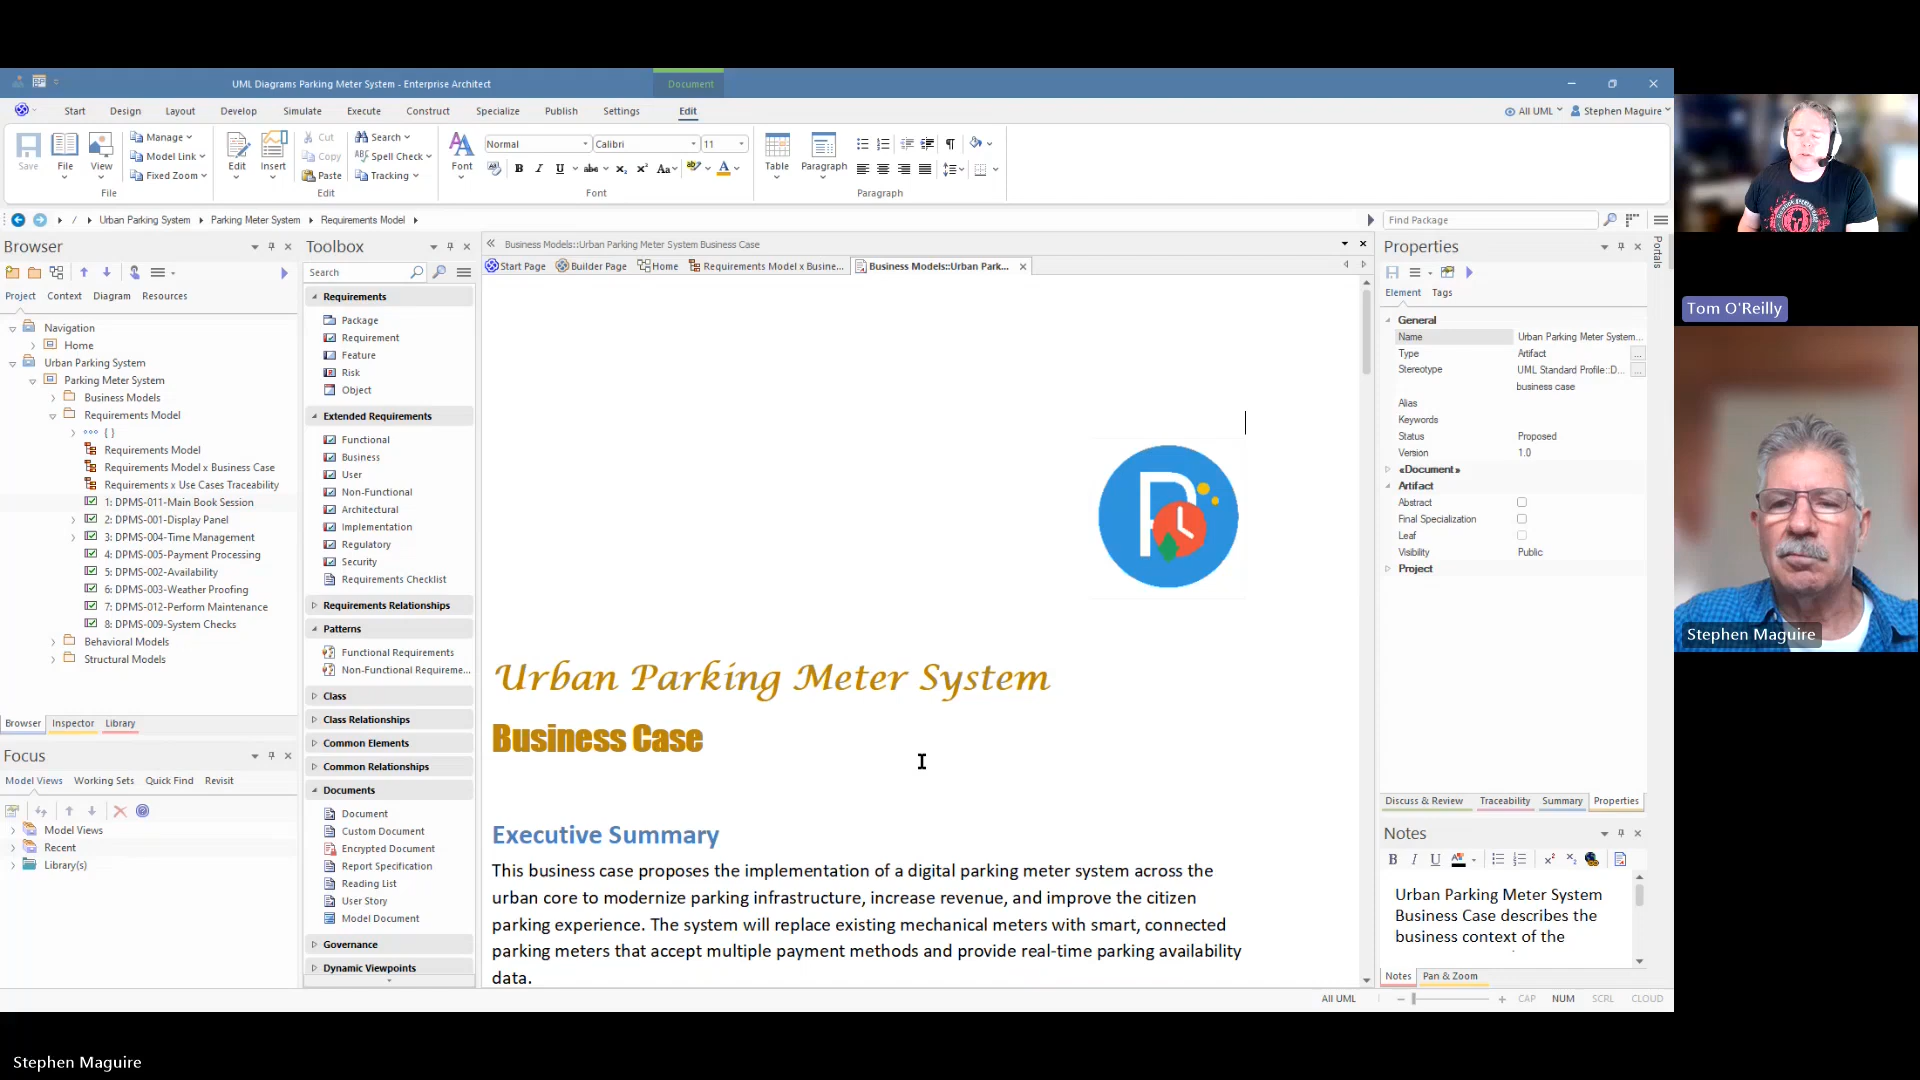 UML Diagrams Parking Meter System - Enterprise Architect
Document
Start Design Layout Develop Simulate Execute Construct Specialize Publish Settings Edit
All UML Stephen Maguire
Save File View Manage Model Link Fixed Zoom File
Edit Insert Cut Copy Paste Search Spell Check Tracking Edit
Font Normal Calibri 11 Font
Table Paragraph Paragraph
/ Urban Parking System Parking Meter System Requirements Model
Find Package
Portals
Browser
Project Context Diagram Resources
Navigation
Home
Urban Parking System
Parking Meter System
Business Models
Requirements Model
{ }
Requirements Model
Requirements Model x Business Case
Requirements x Use Cases Traceability
1: DPMS-011-Main Book Session
2: DPMS-001-Display Panel
3: DPMS-004-Time Management
4: DPMS-005-Payment Processing
5: DPMS-002-Availability
6: DPMS-003-Weather Proofing
7: DPMS-012-Perform Maintenance
8: DPMS-009-System Checks
Behavioral Models
Structural Models
Browser Inspector Library
Focus
Model Views Working Sets Quick Find Revisit
Model Views
Recent
Library(s)
Toolbox
Search
Requirements
Package
Requirement
Feature
Risk
Object
Extended Requirements
Functional
Business
User
Non-Functional
Architectural
Implementation
Regulatory
Security
Requirements Checklist
Requirements Relationships
Patterns
Functional Requirements
Non-Functional Requireme...
Class
Class Relationships
Common Elements
Common Relationships
Documents
Document
Custom Document
Encrypted Document
Report Specification
Reading List
User Story
Model Document
Governance
Dynamic Viewpoints
Business Models::Urban Parking Meter System Business Case
Start Page Builder Page Home Requirements Model x Busine... Business Models::Urban Park...
Urban Parking Meter System
Business Case
Executive Summary
This business case proposes the implementation of a digital parking meter system across the
urban core to modernize parking infrastructure, increase revenue, and improve the citizen
parking experience. The system will replace existing mechanical meters with smart, connected
parking meters that accept multiple payment methods and provide real-time parking availability
data.
Properties
Element Tags
General
Name Urban Parking Meter System...
Type Artifact
Stereotype UML Standard Profile::D...
business case
Alias
Keywords
Status Proposed
Version 1.0
«Document»
Artifact
Abstract
Final Specialization
Leaf
Visibility Public
Project
Discuss & Review Traceability Summary Properties
Notes
Urban Parking Meter System
Business Case describes the
business context of the
Notes Pan & Zoom
All UML CAP NUM SCRL CLOUD
Tom O'Reilly
Stephen Maguire
Stephen Maguire